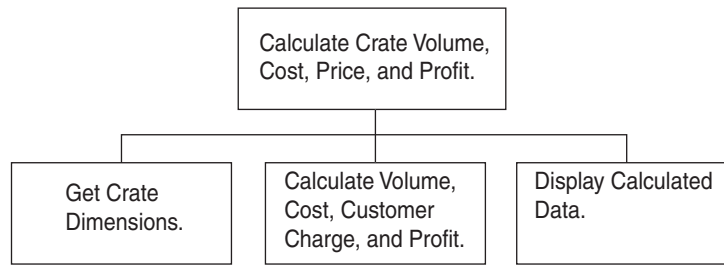 Calculate Crate Volume,
Cost, Price, and Profit.
Get Crate
Dimensions.
Calculate Volume,
Cost, Customer
Charge, and Profit.
Display Calculated
Data.